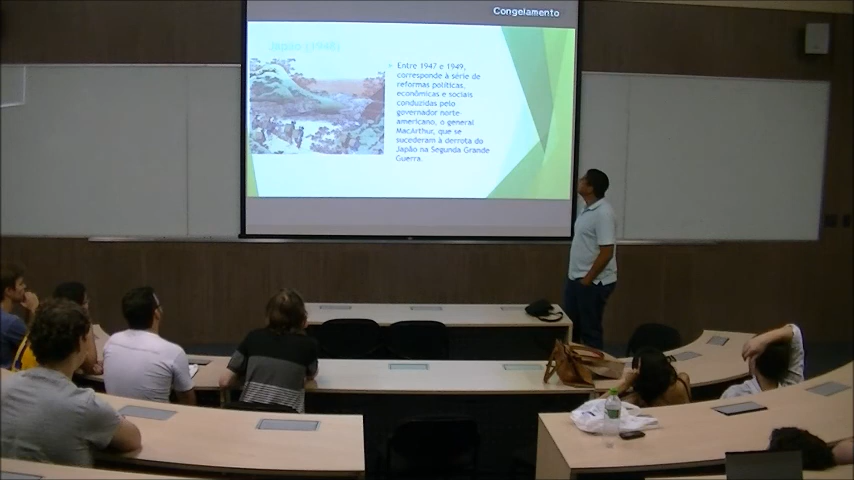 Congelamento
Japão (1946)
Entre 1947 e 1949,
corresponde à série de
reformas políticas,
econômicas e sociais
conduzidas pelo
governador norte
americano, o general
MacArthur, que se
sucederam à derrota do
Japão na Segunda Grande
Guerra.